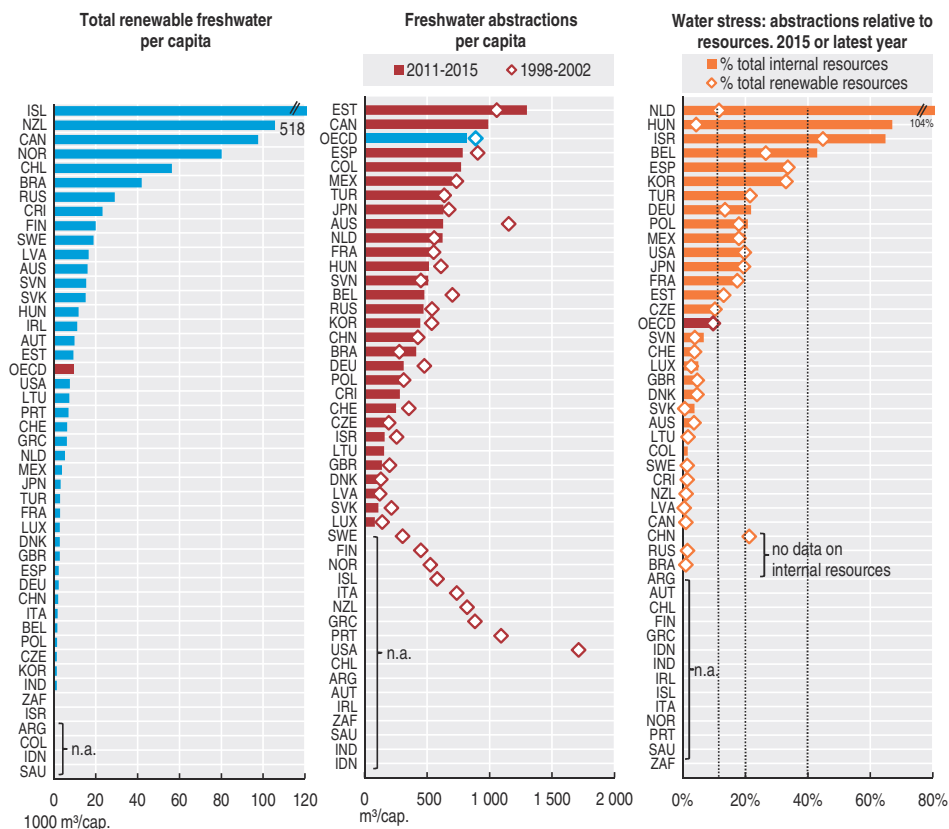 Total renewable freshwater
per capita
ISL
NZL
518
CAN
NOR
CHL
BRA
RUS
CRI
FIN
SWE
LVA
AUS
SVN
SVK
HUN
IRL
AUT
EST
OECD
USA
LTU
PRT
CHE
GRC
NLD
MEX
JPN
TUR
FRA
LUX
DNK
GBR
ESP
DEU
CHN
ITA
BEL
POL
CZE
KOR
IND
ZAF
ISR
ARG
COL
IDN
SAU
n.a.
0 20 40 60 80 100 120
1000 m³/cap.
Freshwater abstractions
per capita
2011-2015 1998-2002
EST
CAN
OECD
ESP
COL
MEX
TUR
JPN
AUS
NLD
FRA
HUN
SVN
BEL
RUS
KOR
CHN
BRA
DEU
POL
CRI
CHE
CZE
ISR
LTU
GBR
DNK
LVA
SVK
LUX
SWE
FIN
NOR
ISL
ITA
NZL
GRC
PRT
USA
CHL
n.a.
ARG
AUT
IRL
ZAF
SAU
IND
IDN
0 500 1 000 1 500 2 000
m³/cap.
Water stress: abstractions relative to
resources. 2015 or latest year
% total internal resources
% total renewable resources
NLD
104%
HUN
ISR
BEL
ESP
KOR
TUR
DEU
POL
MEX
USA
JPN
FRA
EST
CZE
OECD
SVN
CHE
LUX
GBR
DNK
SVK
AUS
LTU
COL
SWE
CRI
NZL
LVA
CAN
CHN
RUS
BRA
no data on
internal resources
ARG
AUT
CHL
FIN
GRC
IDN
IND
n.a.
IRL
ISL
ITA
NOR
PRT
SAU
ZAF
0% 20% 40% 60% 80%